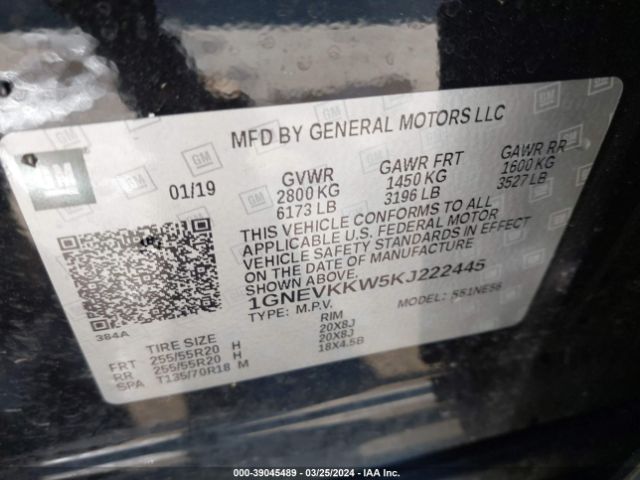 MFD BY GENERAL MOTORS LLC
GM
01/19
GVWR
2800 KG
6173 LB
GAWR FRT
1450 KG
3196 LB
GAWR RR
1600 KG
3527 LB
THIS VEHICLE CONFORMS TO ALL
APPLICABLE U.S. FEDERAL MOTOR
VEHICLE SAFETY STANDARDS IN EFFECT
ON THE DATE OF MANUFACTURE
SHOWN ABOVE.
1GNEVKKW5KJ222445
TYPE: M.P.V.
MODEL: 551NE56
384A
TIRE SIZE
RIM
FRT 255/55R20 H 20X8J
RR 255/55R20 H 20X8J
SPA T135/70R18 M 18X4.5B
000-39045489 - 03/25/2024 - IAA Inc.